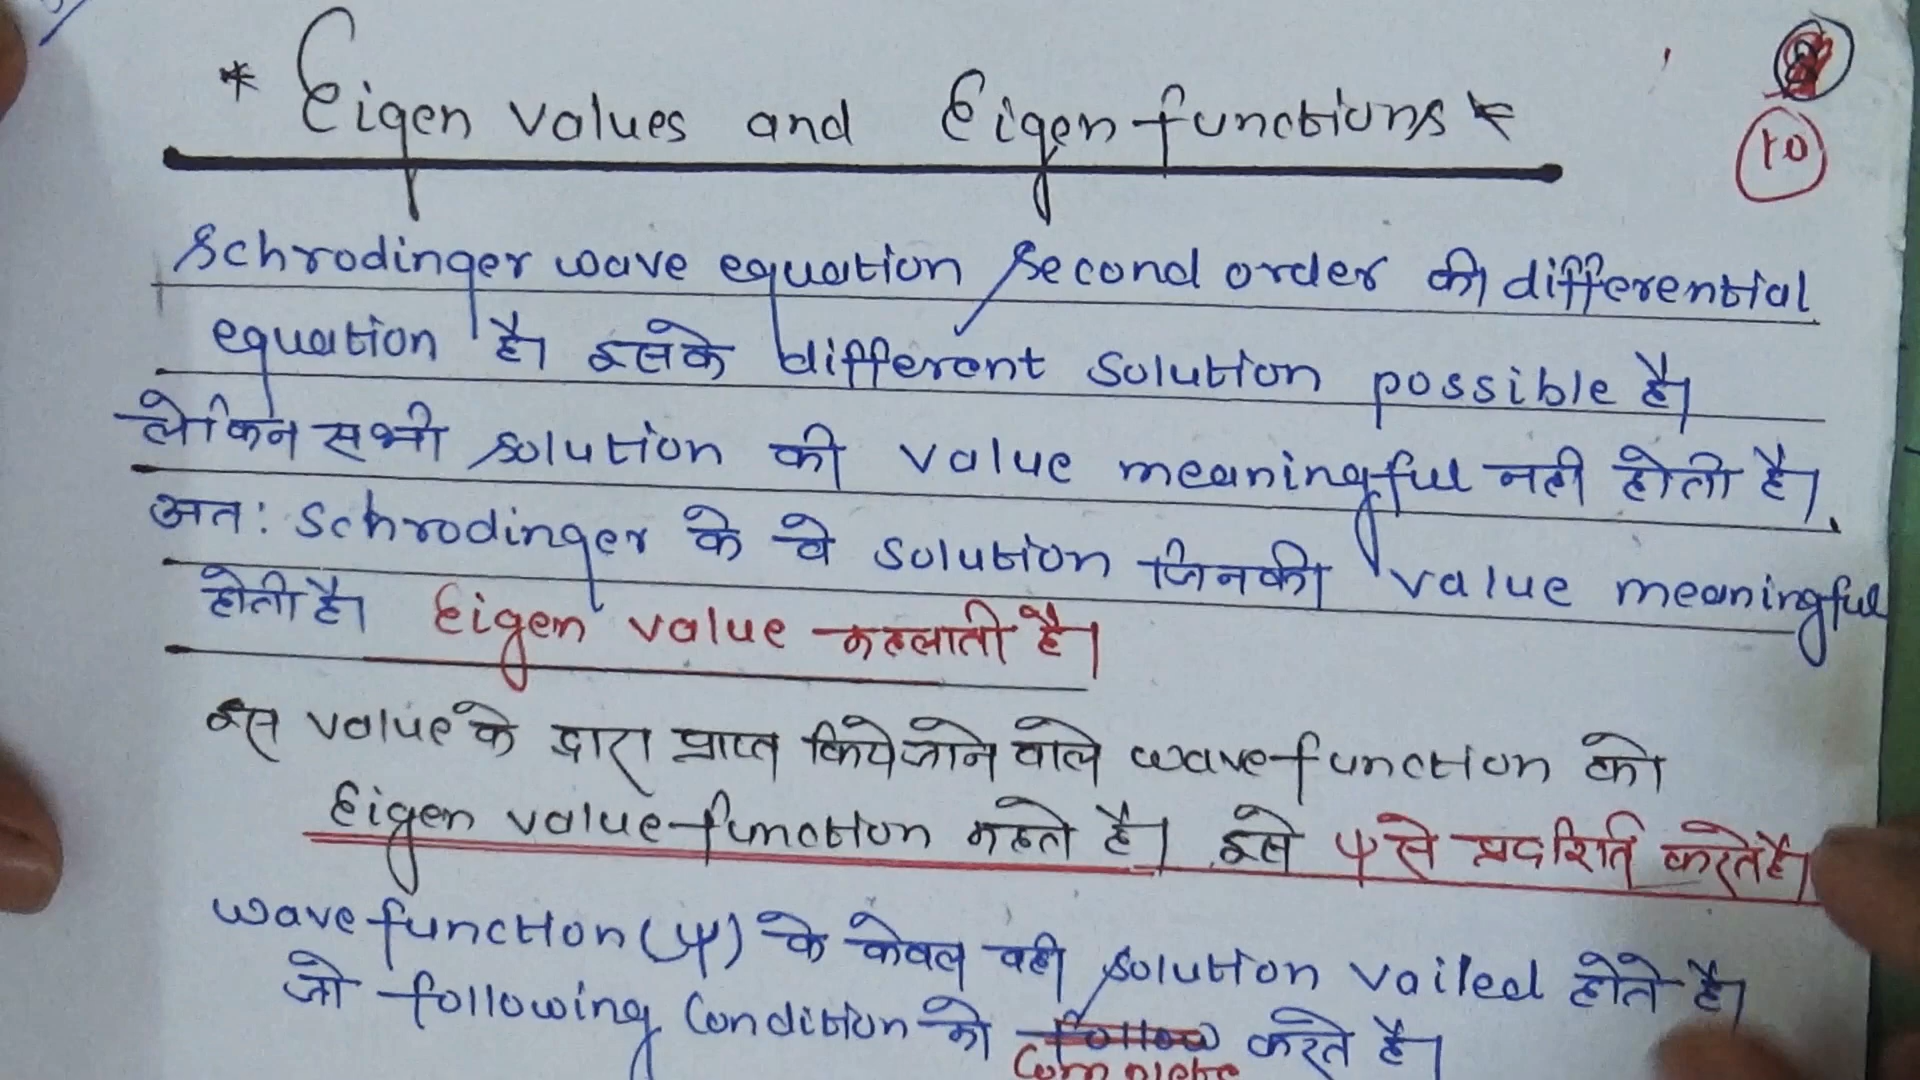 * Eigen values and Eigen functions *
10
Schrodinger wave equation second order की differential
equation है। इसके different solution possible है।
लेकिन सभी solution की value meaningful नही होती है।
अत: Schrodinger के वे solution जिनकी value meaningful
होती है। Eigen value कहलाती है।
इस value के द्वारा प्राप्त किये जाने वाले wave function को
Eigen value function कहते है। इसे ψ से प्रदर्शित करते है।
wave function (ψ) के केवल वही solution vailed होते है।
जो following Condition को follow करते है।